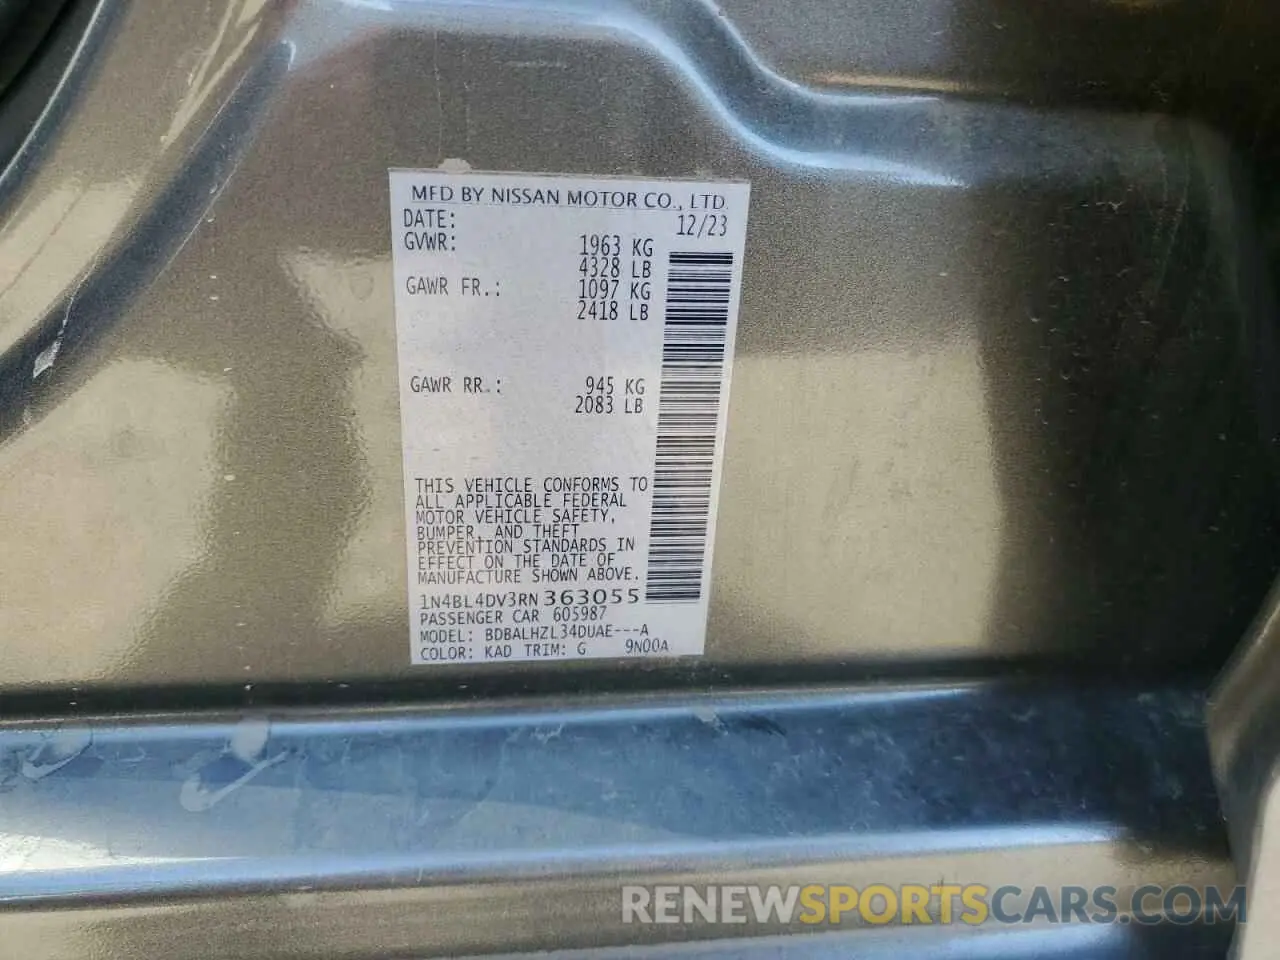 MFD BY NISSAN MOTOR CO., LTD.
DATE: 12/23
GVWR: 1963 KG
4328 LB
GAWR FR.: 1097 KG
2418 LB
GAWR RR.: 945 KG
2083 LB
THIS VEHICLE CONFORMS TO
ALL APPLICABLE FEDERAL
MOTOR VEHICLE SAFETY,
BUMPER, AND THEFT
PREVENTION STANDARDS IN
EFFECT ON THE DATE OF
MANUFACTURE SHOWN ABOVE.
1N4BL4DV3RN363055
PASSENGER CAR 605987
MODEL: BDBALHZL34DUAE---A
COLOR: KAD TRIM: G 9N00A
RENEWSPORTSCARS.COM